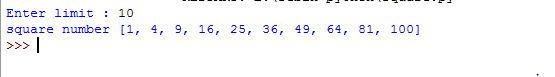 Enter limit : 10
square number [1, 4, 9, 16, 25, 36, 49, 64, 81, 100]
>>>